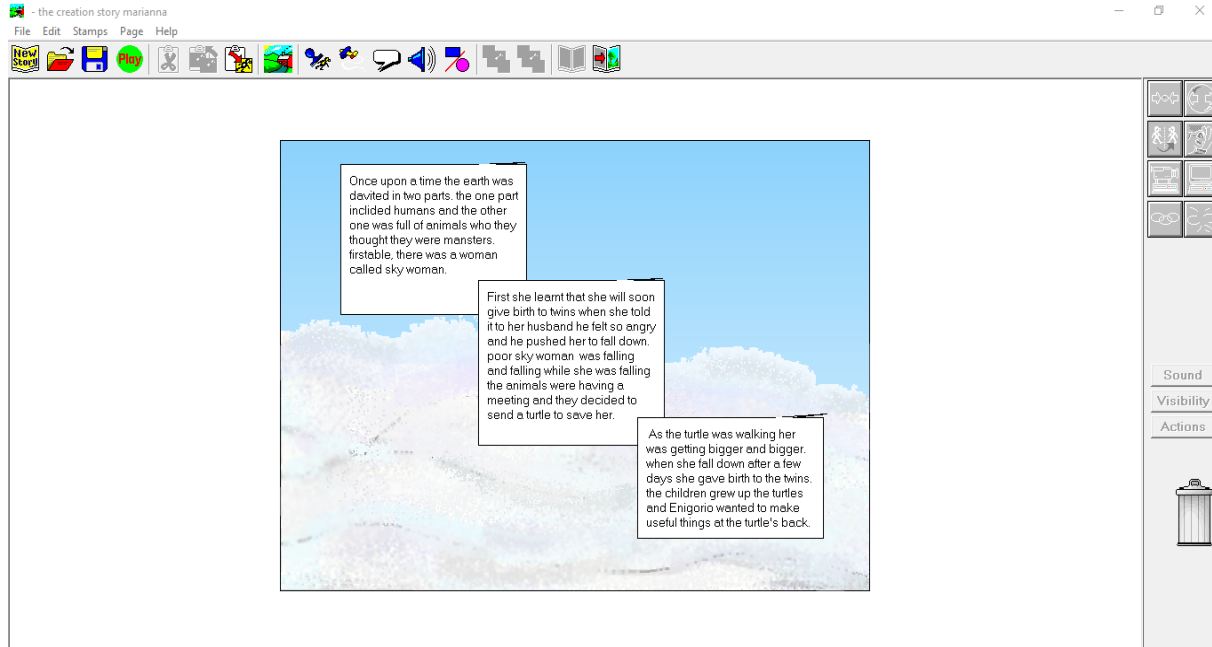 - the creation story marianna
File Edit Stamps Page Help
New Story
Play
Once upon a time the earth was
davited in two parts. the one part
inclided humans and the other
one was full of animals who they
thought they were mansters.
firstable, there was a woman
called sky woman.
First she learnt that she will soon
give birth to twins when she told
it to her husband he felt so angry
and he pushed her to fall down.
poor sky woman was falling
and falling while she was falling
the animals were having a
meeting and they decided to
send a turtle to save her.
As the turtle was walking her
was getting bigger and bigger.
when she fall down after a few
days she gave birth to the twins.
the children grew up the turtles
and Enigorio wanted to make
useful things at the turtle's back.
Sound
Visibility
Actions